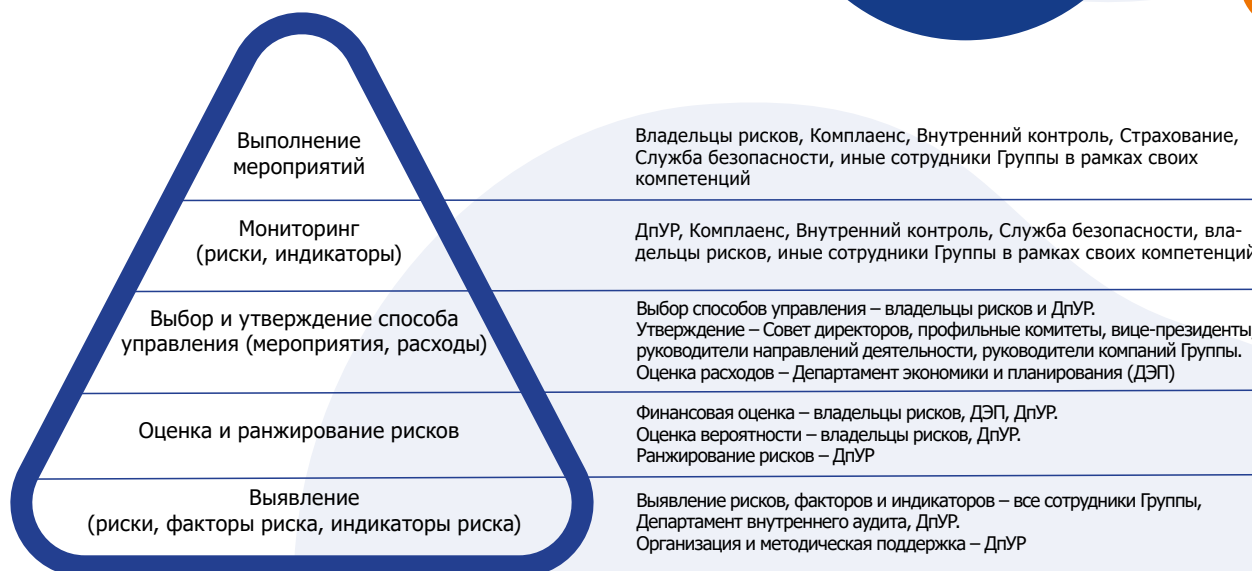 Выполнение
мероприятий
Владельцы рисков, Комплаенс, Внутренний контроль, Страхование,
Служба безопасности, иные сотрудники Группы в рамках своих
компетенций
Мониторинг
(риски, индикаторы)
ДпУР, Комплаенс, Внутренний контроль, Служба безопасности, вла-
дельцы рисков, иные сотрудники Группы в рамках своих компетенций
Выбор и утверждение способа
управления (мероприятия, расходы)
Выбор способов управления – владельцы рисков и ДпУР.
Утверждение – Совет директоров, профильные комитеты, вице-президенты,
руководители направлений деятельности, руководители компаний Группы.
Оценка расходов – Департамент экономики и планирования (ДЭП)
Оценка и ранжирование рисков
Финансовая оценка – владельцы рисков, ДЭП, ДпУР.
Оценка вероятности – владельцы рисков, ДпУР.
Ранжирование рисков – ДпУР
Выявление
(риски, факторы риска, индикаторы риска)
Выявление рисков, факторов и индикаторов – все сотрудники Группы,
Департамент внутреннего аудита, ДпУР.
Организация и методическая поддержка – ДпУР